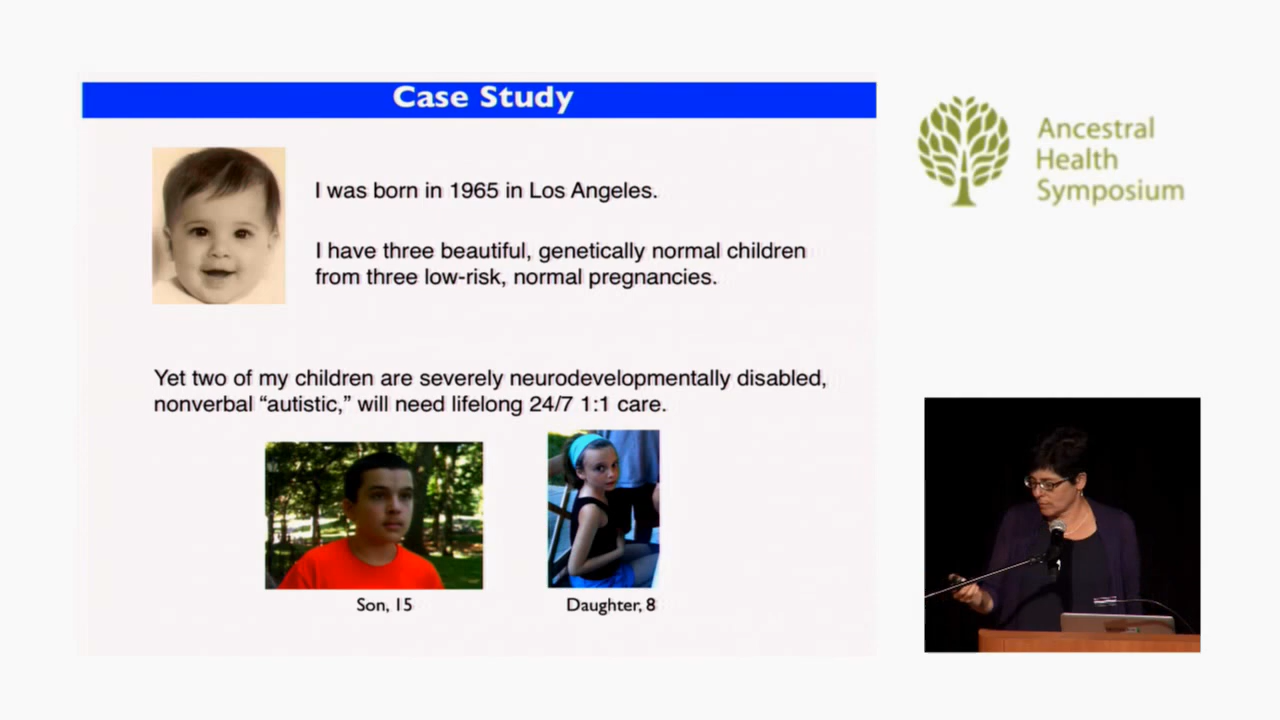 Case Study
I was born in 1965 in Los Angeles.
I have three beautiful, genetically normal children
from three low-risk, normal pregnancies.
Yet two of my children are severely neurodevelopmentally disabled,
nonverbal “autistic,” will need lifelong 24/7 1:1 care.
Son, 15
Daughter, 8
Ancestral
Health
Symposium